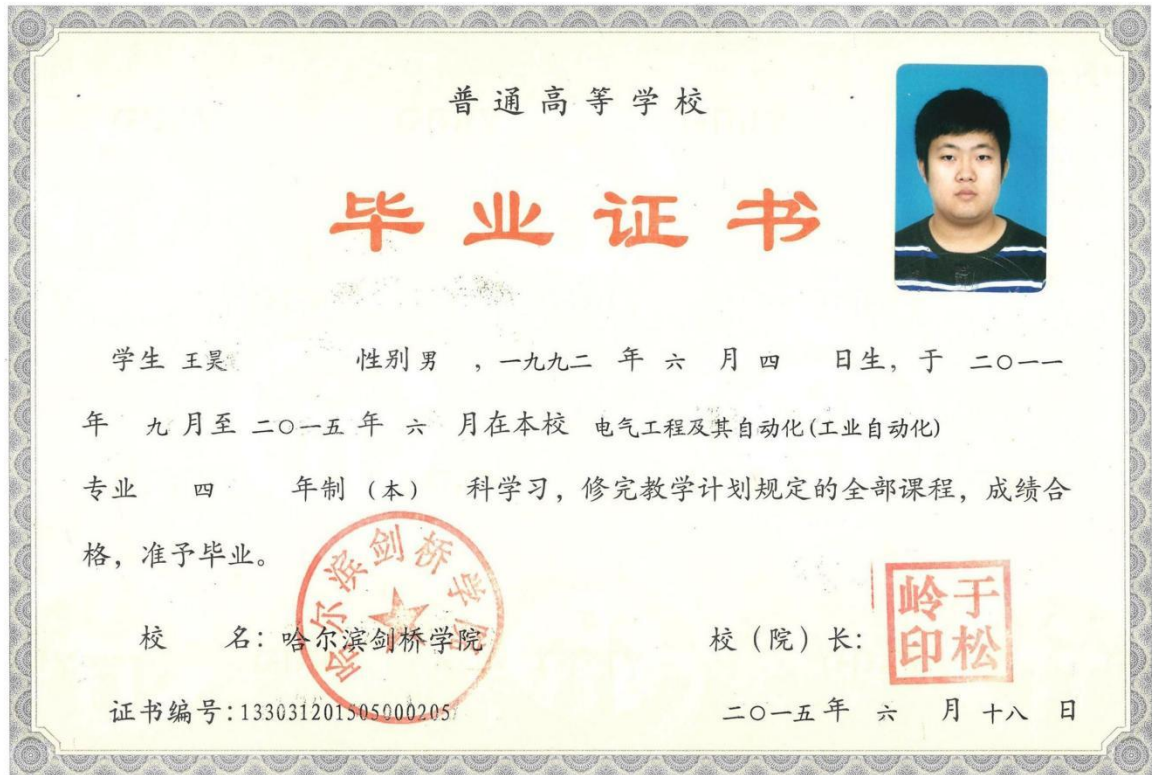 普通高等学校
毕业证书
学生 王昊 性别 男 ，一九九二 年 六 月 四 日生，于 二〇一一
年 九 月至 二〇一五 年 六 月在本校 电气工程及其自动化(工业自动化)
专业 四 年制 （本） 科学习，修完教学计划规定的全部课程，成绩合
格，准予毕业。
哈尔滨剑桥学院
校 名：哈尔滨剑桥学院 校（院）长：
于松岭印
证书编号：133031201505000205 二〇一五 年 六 月 十八 日